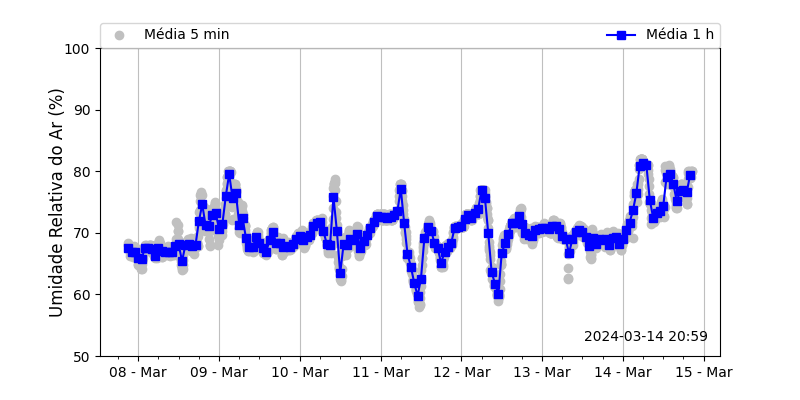 Média 5 min Média 1 h
Umidade Relativa do Ar (%)
100
90
80
70
60
50
2024-03-14 20:59
08 - Mar 09 - Mar 10 - Mar 11 - Mar 12 - Mar 13 - Mar 14 - Mar 15 - Mar